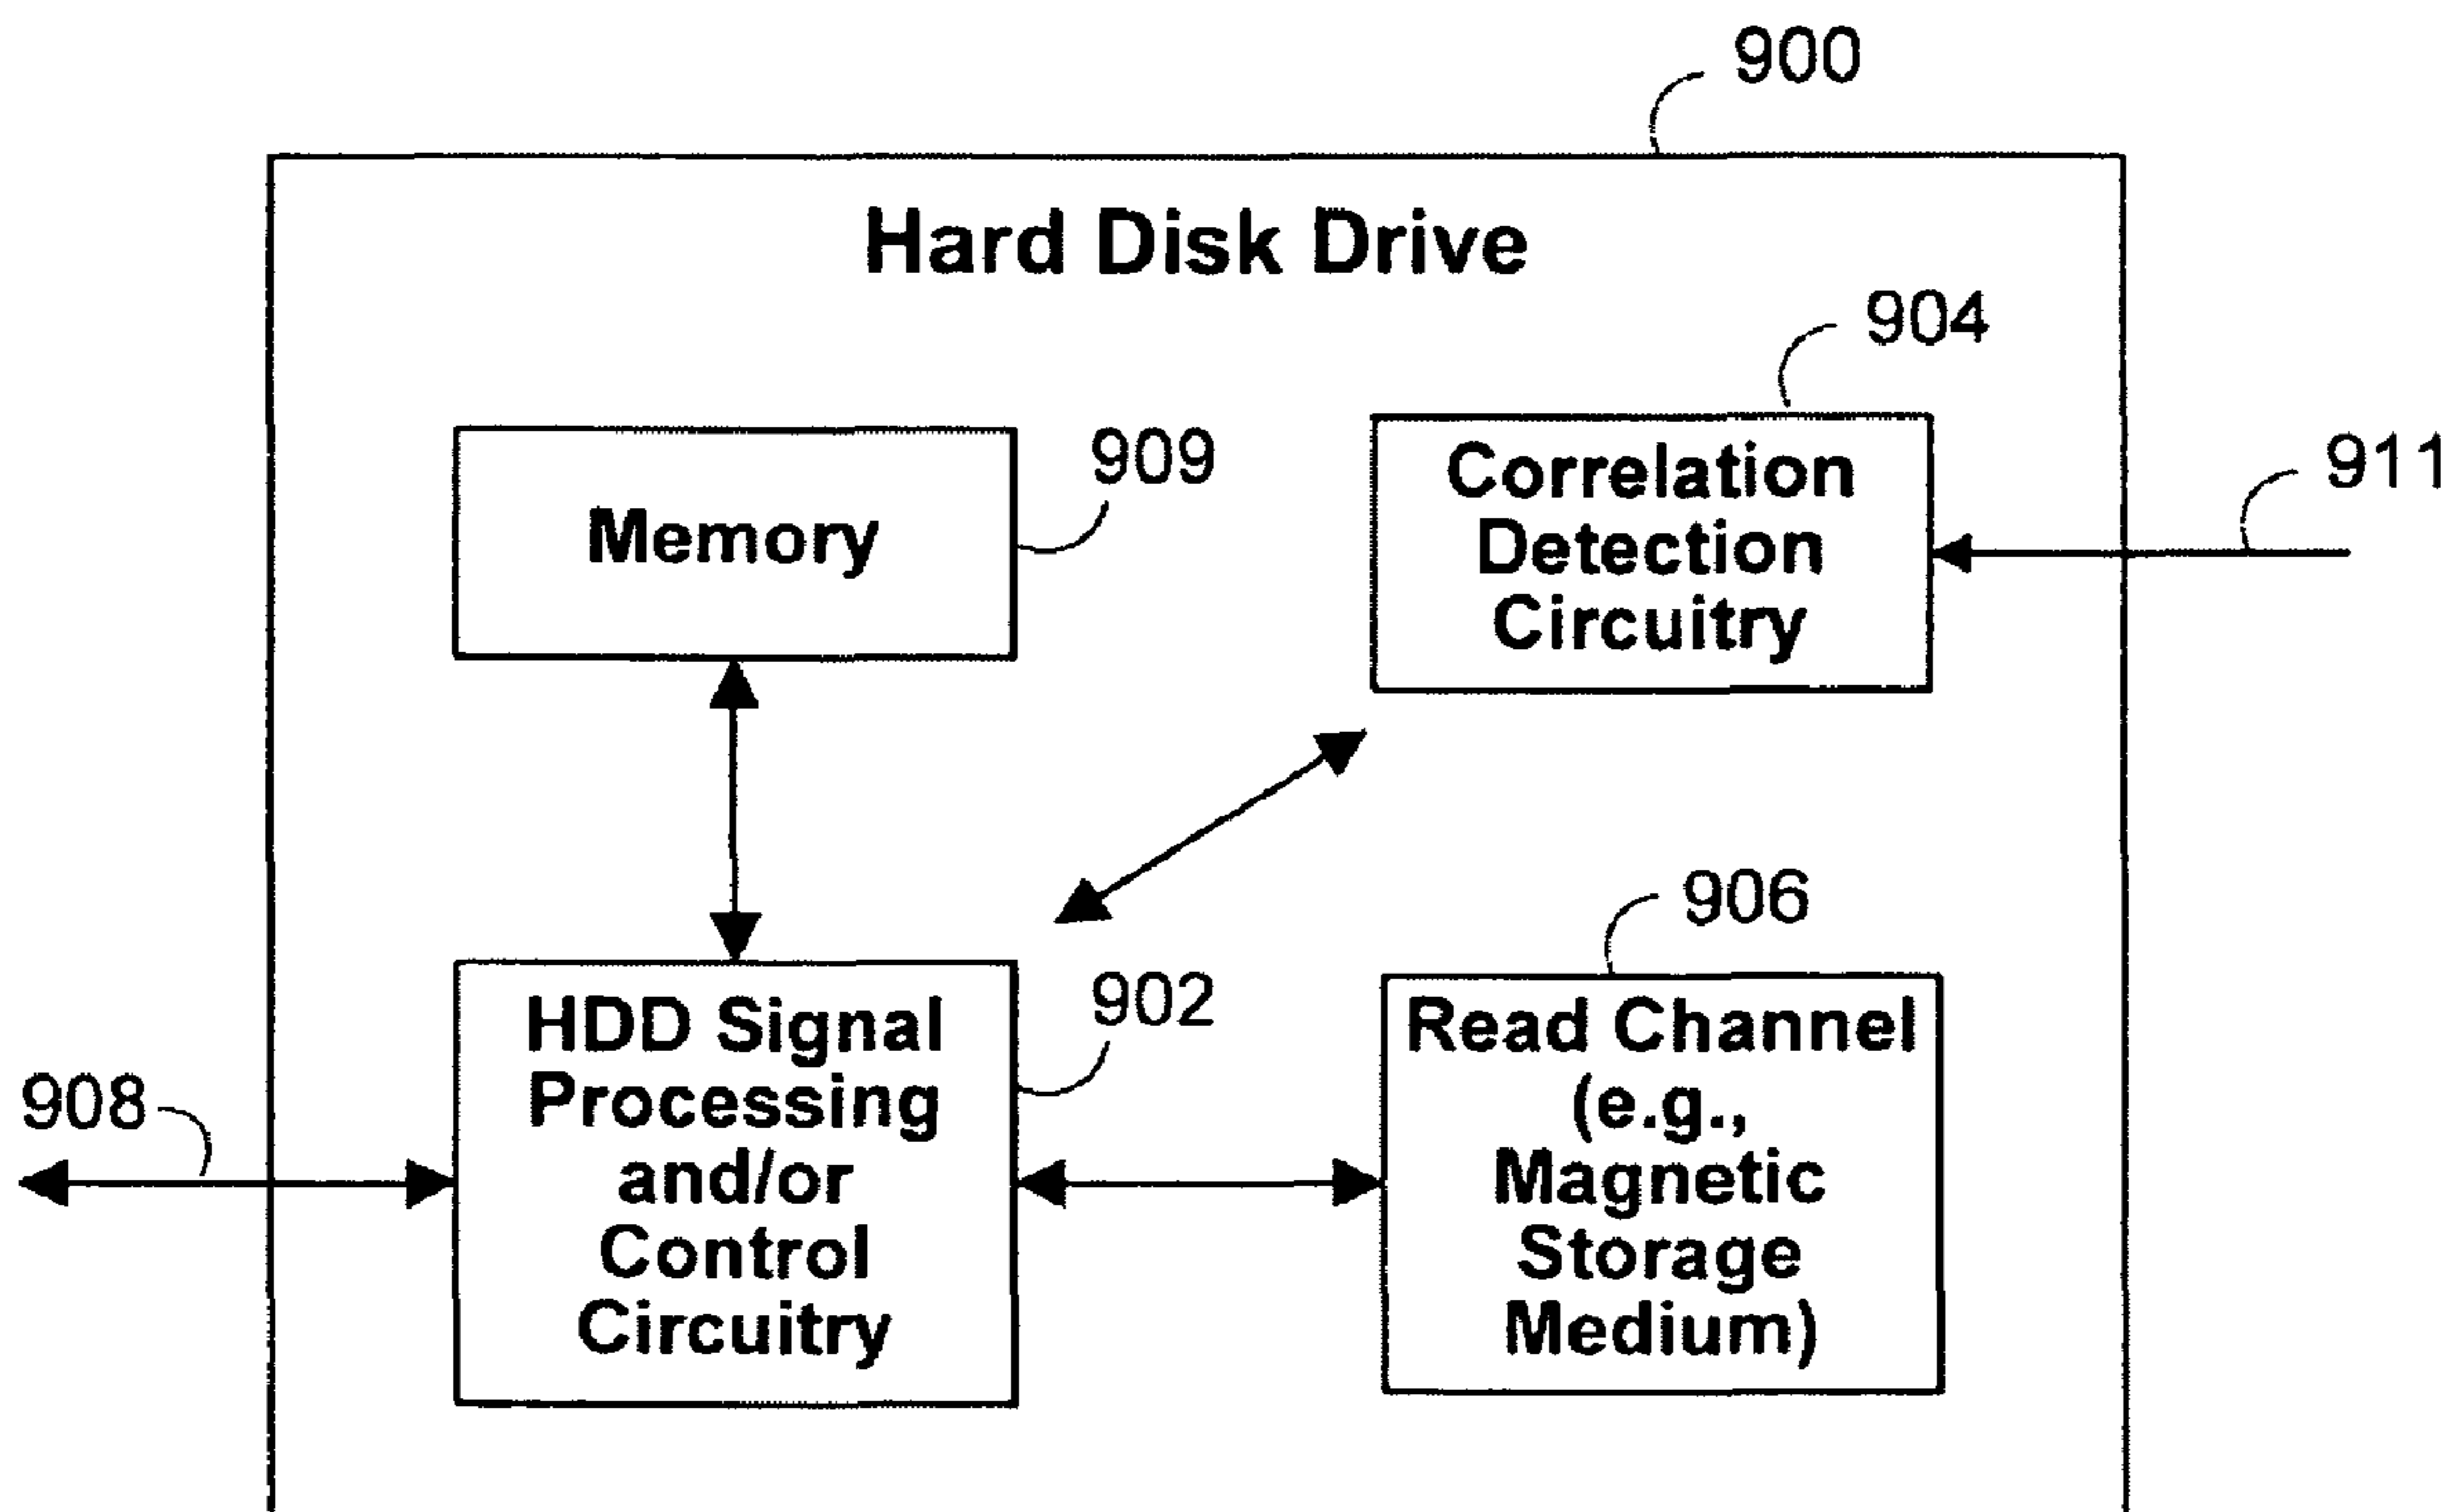 900
Hard Disk Drive
904
Correlation
Detection
Circuitry
911
Memory
909
906
HDD Signal
Processing
and/or
Control
Circuitry
902
Read Channel
(e.g.,
Magnetic
Storage
Medium)
908